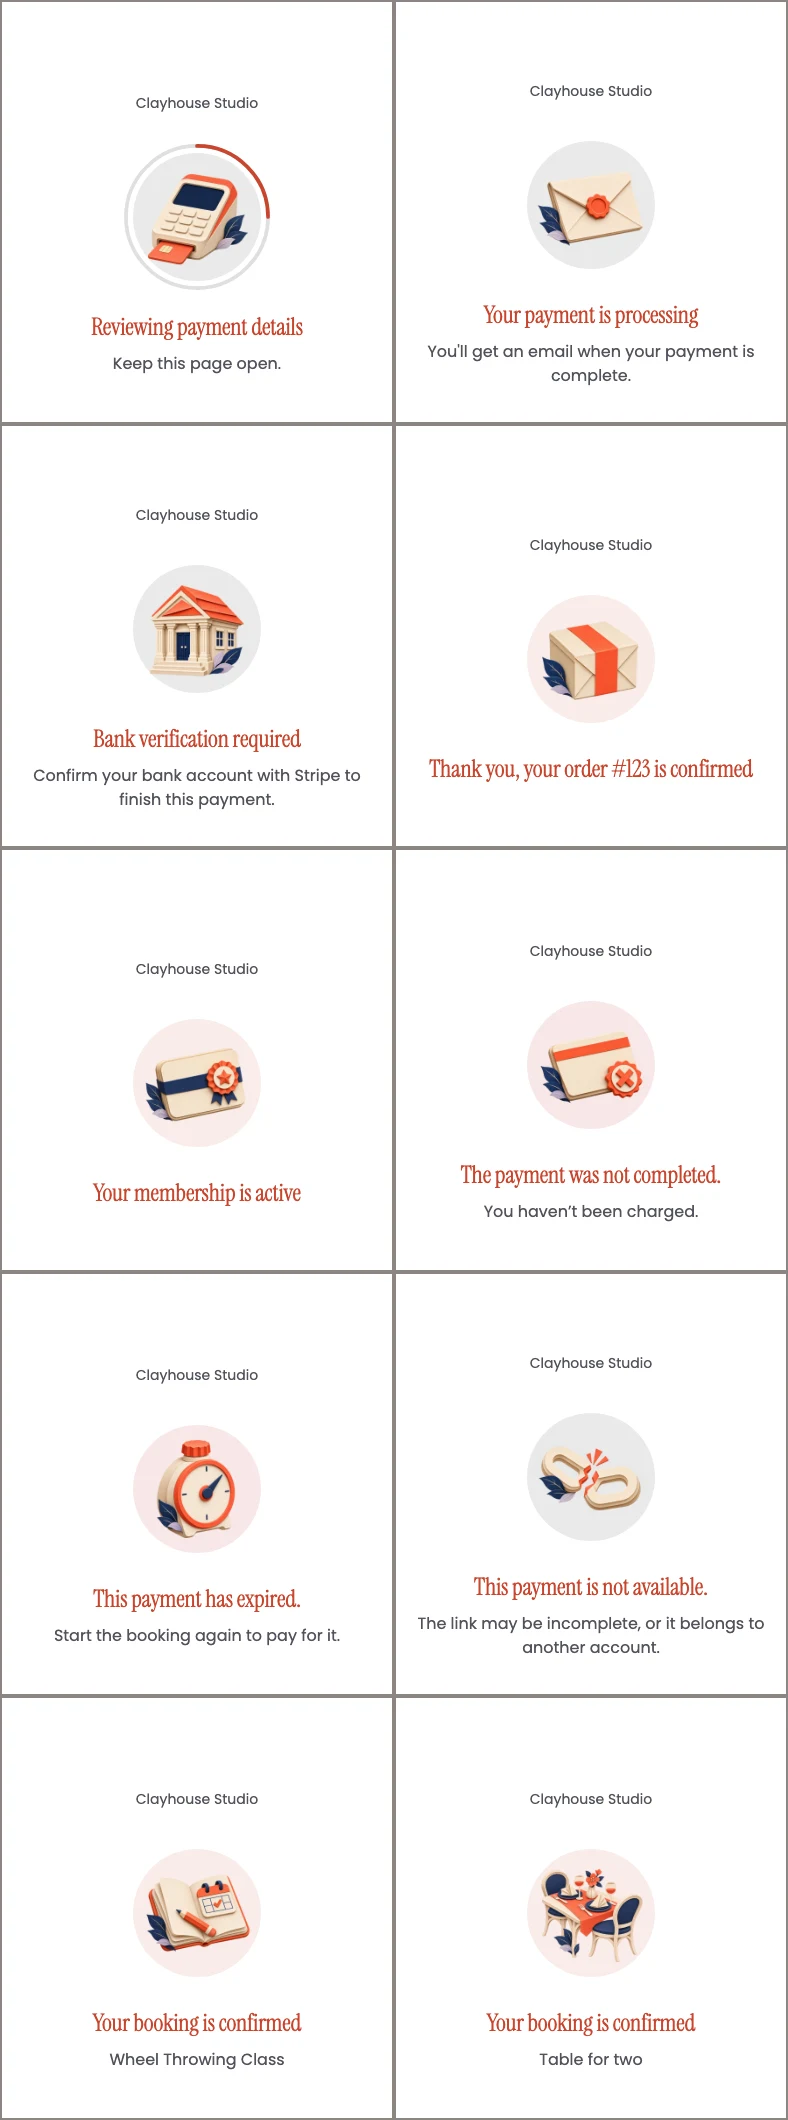 Clayhouse Studio
Reviewing payment details
Keep this page open.
Clayhouse Studio
Your payment is processing
You'll get an email when your payment is
complete.
Clayhouse Studio
Bank verification required
Confirm your bank account with Stripe to
finish this payment.
Clayhouse Studio
Thank you, your order #123 is confirmed
Clayhouse Studio
Your membership is active
Clayhouse Studio
The payment was not completed.
You haven’t been charged.
Clayhouse Studio
This payment has expired.
Start the booking again to pay for it.
Clayhouse Studio
This payment is not available.
The link may be incomplete, or it belongs to
another account.
Clayhouse Studio
Your booking is confirmed
Wheel Throwing Class
Clayhouse Studio
Your booking is confirmed
Table for two